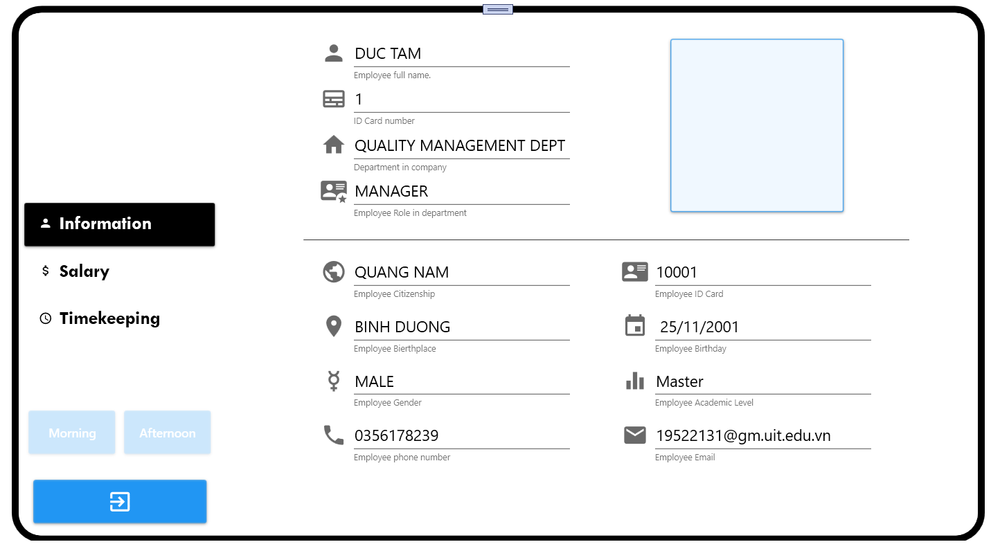 DUC TAM
Employee full name.
1
ID Card number
QUALITY MANAGEMENT DEPT
Department in company
MANAGER
Employee Role in department
Information
$ Salary
Timekeeping
Morning
Afternoon
QUANG NAM
Employee Citizenship
BINH DUONG
Employee Bierthplace
MALE
Employee Gender
0356178239
Employee phone number
10001
Employee ID Card
25/11/2001
Employee Birthday
Master
Employee Academic Level
19522131@gm.uit.edu.vn
Employee Email